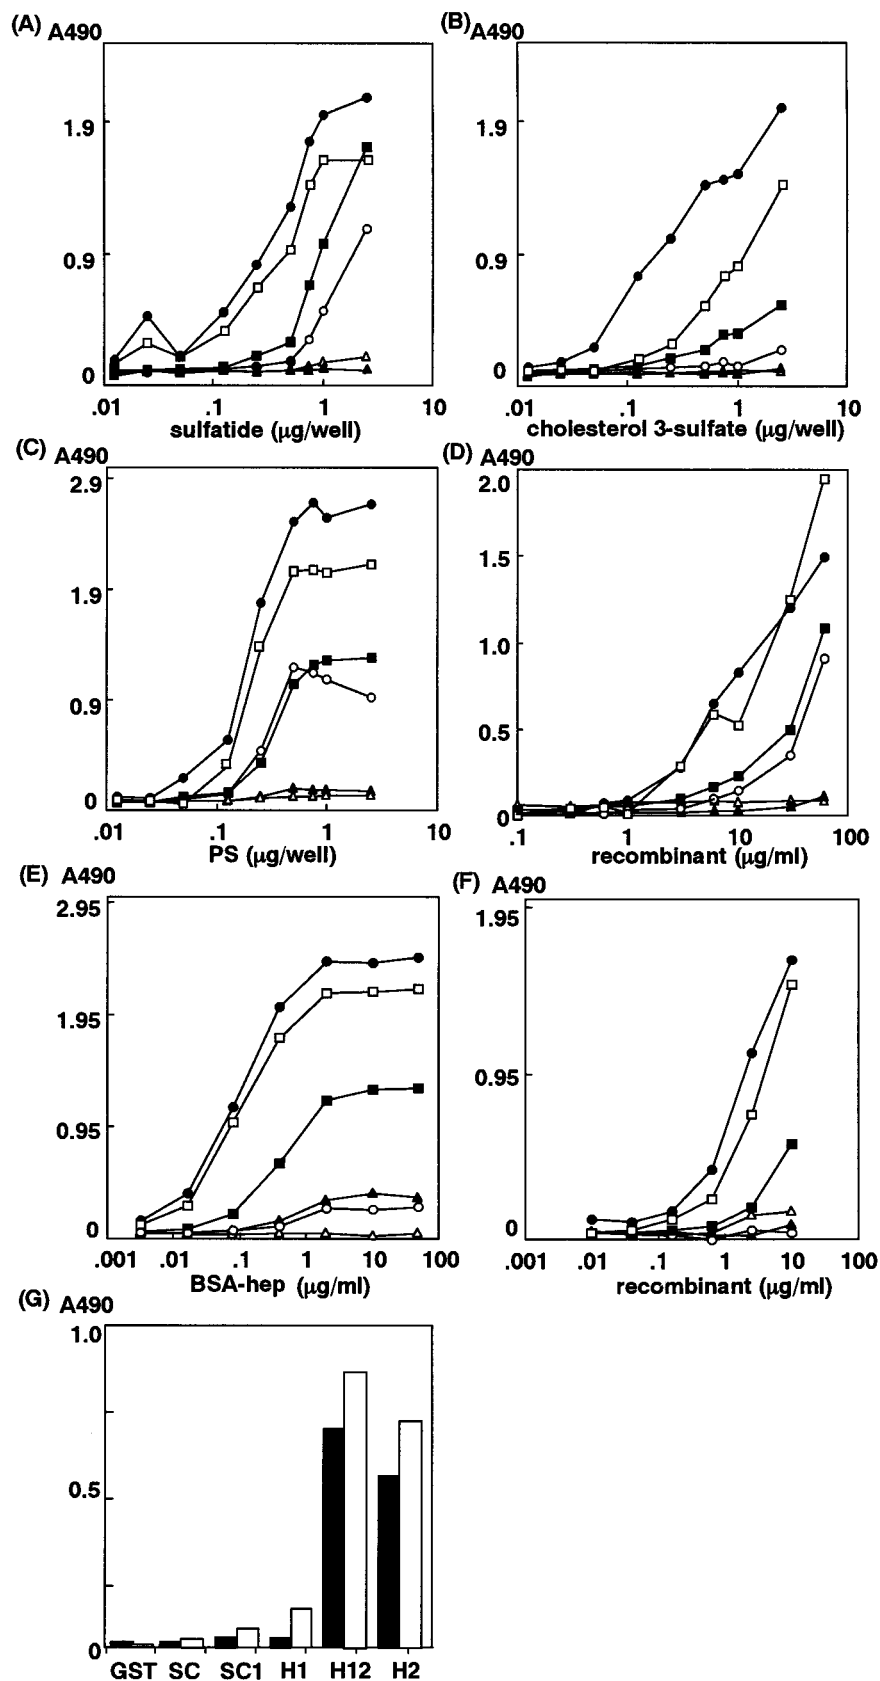 (A) A490
1.9
0.9
0
.01 .1 1 10
sulfatide (µg/well)
(B) A490
1.9
0.9
0
.01 .1 1 10
cholesterol 3-sulfate (µg/well)
(C) A490
2.9
1.9
0.9
0
.01 .1 1 10
PS (µg/well)
(D) A490
2.0
1.5
1.0
0.5
0
.1 1 10 100
recombinant (µg/ml)
(E) A490
2.95
1.95
0.95
0
.001 .01 .1 1 10 100
BSA-hep (µg/ml)
(F) A490
1.95
0.95
0
.001 .01 .1 1 10 100
recombinant (µg/ml)
(G) A490
1.0
0.5
0
GST SC SC1 H1 H12 H2